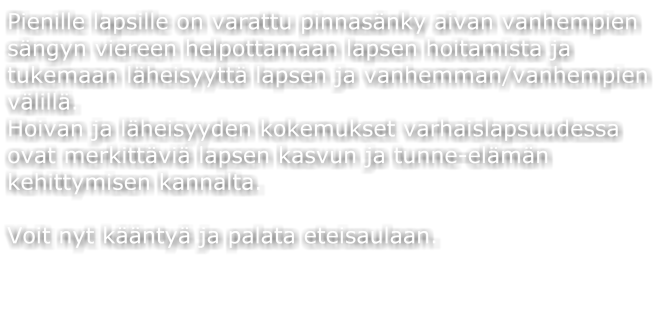 Pienille lapsille on varattu pinnasänky aivan vanhempien
sängyn viereen helpottamaan lapsen hoitamista ja
tukemaan läheisyyttä lapsen ja vanhemman/vanhempien
välillä.
Hoivan ja läheisyyden kokemukset varhaislapsuudessa
ovat merkittäviä lapsen kasvun ja tunne-elämän
kehittymisen kannalta.

Voit nyt kääntyä ja palata eteisaulaan.